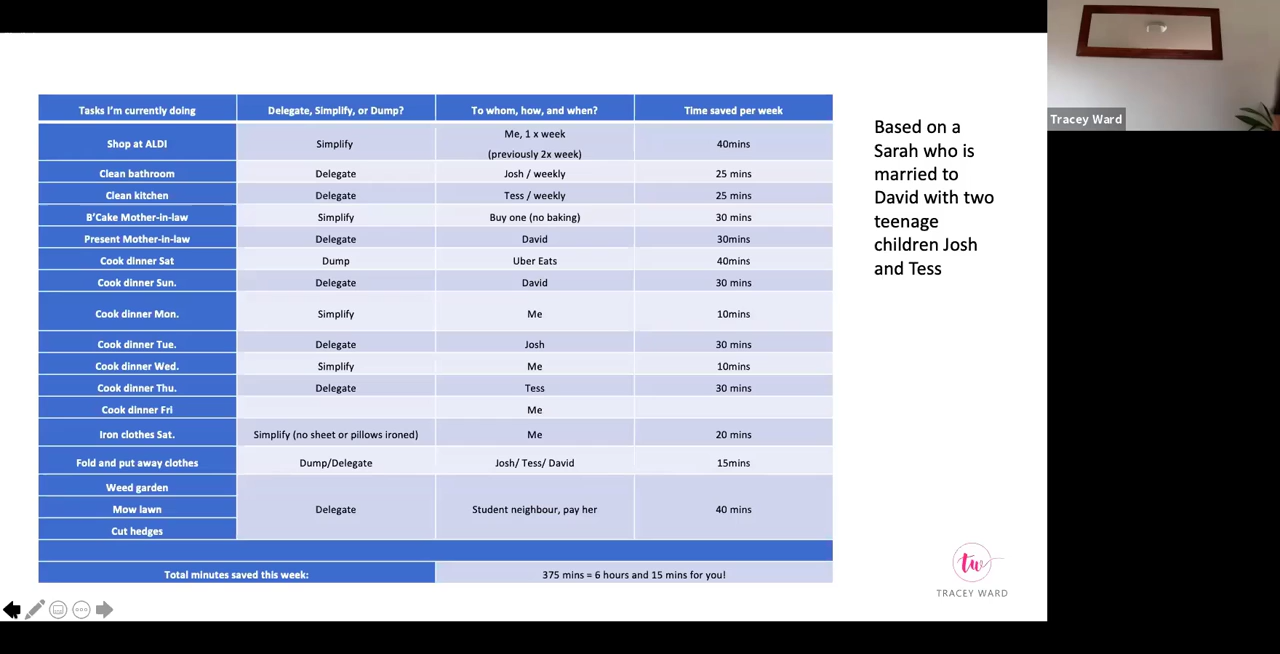 Tasks I'm currently doing Delegate, Simplify, or Dump? To whom, how, and when? Time saved per week
Shop at ALDI Simplify Me, 1 x week (previously 2x week) 40mins
Clean bathroom Delegate Josh / weekly 25 mins
Clean kitchen Delegate Tess / weekly 25 mins
B'Cake Mother-in-law Simplify Buy one (no baking) 30 mins
Present Mother-in-law Delegate David 30mins
Cook dinner Sat Dump Uber Eats 40mins
Cook dinner Sun. Delegate David 30 mins
Cook dinner Mon. Simplify Me 10mins
Cook dinner Tue. Delegate Josh 30 mins
Cook dinner Wed. Simplify Me 10mins
Cook dinner Thu. Delegate Tess 30 mins
Cook dinner Fri Me
Iron clothes Sat. Simplify (no sheet or pillows ironed) Me 20 mins
Fold and put away clothes Dump/Delegate Josh/ Tess/ David 15mins
Weed garden
Mow lawn Delegate Student neighbour, pay her 40 mins
Cut hedges
Total minutes saved this week: 375 mins = 6 hours and 15 mins for you!
Based on a
Sarah who is
married to
David with two
teenage
children Josh
and Tess
tw
TRACEY WARD
Tracey Ward